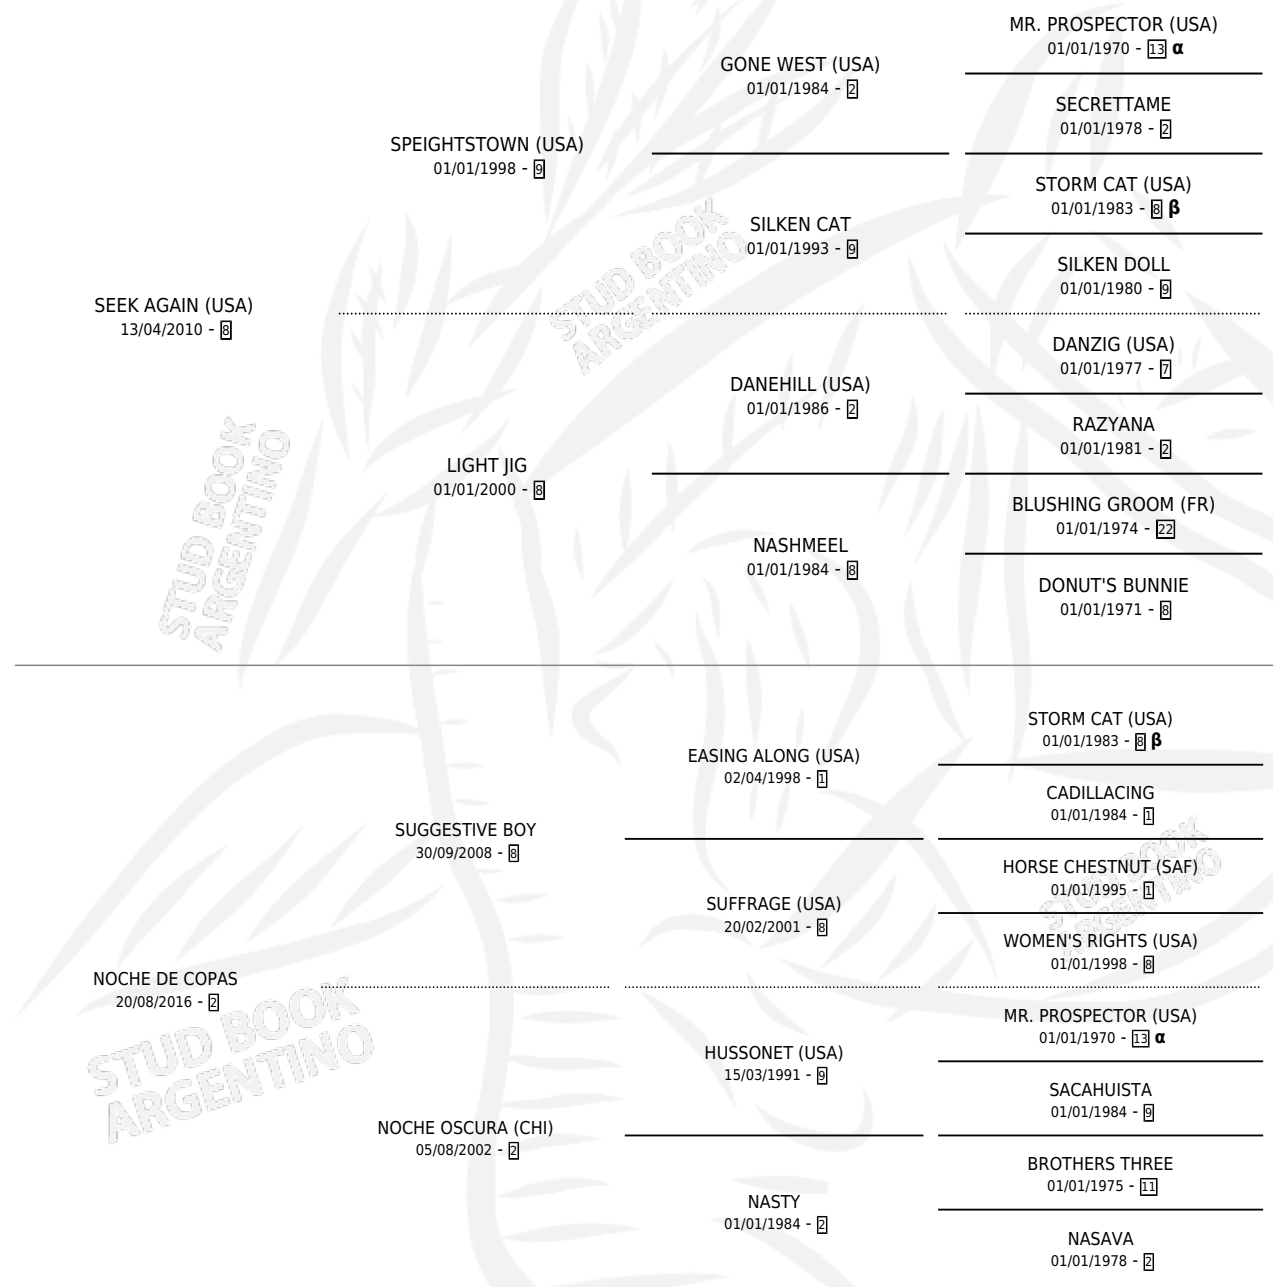 MR. PROSPECTOR (USA)
01/01/1970 - 13 α
GONE WEST (USA)
01/01/1984 - 2
SECRETTAME
01/01/1978 - 2
SPEIGHTSTOWN (USA)
01/01/1998 - 9
STORM CAT (USA)
01/01/1983 - 8 β
SILKEN CAT
01/01/1993 - 9
SILKEN DOLL
01/01/1980 - 9
SEEK AGAIN (USA)
13/04/2010 - 8
DANZIG (USA)
01/01/1977 - 7
DANEHILL (USA)
01/01/1986 - 2
RAZYANA
01/01/1981 - 2
LIGHT JIG
01/01/2000 - 8
BLUSHING GROOM (FR)
01/01/1974 - 22
NASHMEEL
01/01/1984 - 8
DONUT'S BUNNIE
01/01/1971 - 8
STORM CAT (USA)
01/01/1983 - 8 β
EASING ALONG (USA)
02/04/1998 - 1
CADILLACING
01/01/1984 - 1
SUGGESTIVE BOY
30/09/2008 - 8
HORSE CHESTNUT (SAF)
01/01/1995 - 1
SUFFRAGE (USA)
20/02/2001 - 8
WOMEN'S RIGHTS (USA)
01/01/1998 - 8
NOCHE DE COPAS
20/08/2016 - 2
MR. PROSPECTOR (USA)
01/01/1970 - 13 α
HUSSONET (USA)
15/03/1991 - 9
SACAHUISTA
01/01/1984 - 9
NOCHE OSCURA (CHI)
05/08/2002 - 2
BROTHERS THREE
01/01/1975 - 11
NASTY
01/01/1984 - 2
NASAVA
01/01/1978 - 2
STUD BOOK
ARGENTINO
STUD BOOK
ARGENTINO
STUD BOOK
ARGENTINO
STUD BOOK
ARGENTINO